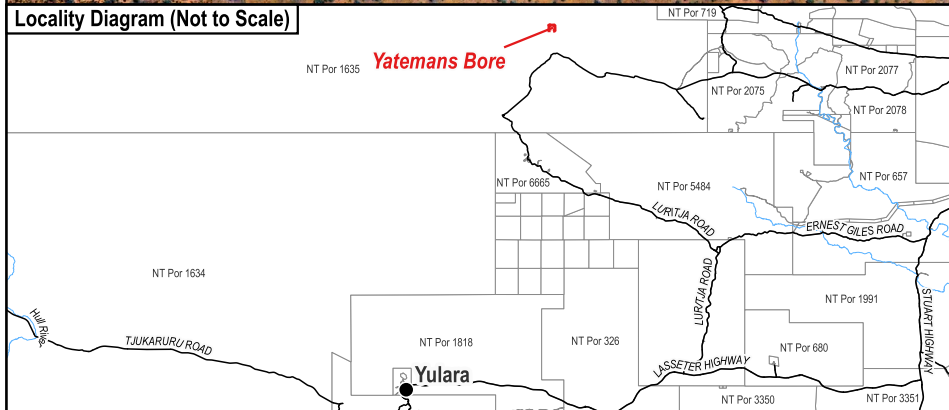 Locality Diagram (Not to Scale)
NT Por 719
Yatemans Bore
NT Por 1635
NT Por 2077
NT Por 2075
NT Por 2078
NT Por 6665
NT Por 5484
NT Por 657
LURITJA ROAD
ERNEST GILES ROAD
NT Por 1634
LURITJA ROAD
STUART HIGHWAY
NT Por 1991
Hull River
TJUKARURU ROAD
NT Por 1818
NT Por 326
NT Por 680
LASSETER HIGHWAY
Yulara
NT Por 3350
NT Por 3351